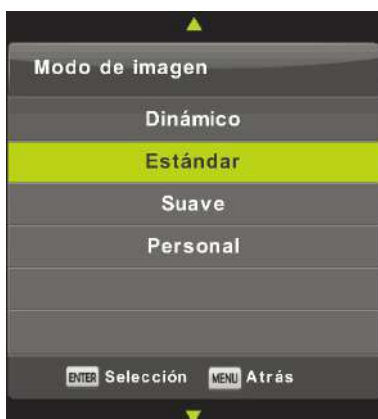 Modo de imagen
Dinámico
Estándar
Suave
Personal
ENTER Selección MENU Atrás